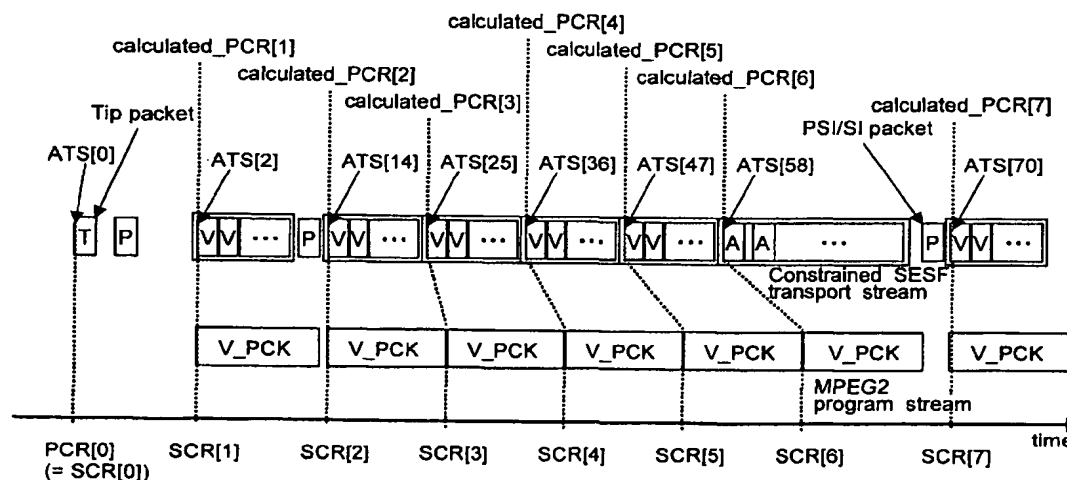 calculated_PCR[4]
calculated_PCR[1]
calculated_PCR[5]
calculated_PCR[2]
calculated_PCR[6]
calculated_PCR[3]
calculated_PCR[7]
Tip packet
PSI/SI packet
ATS[0]
ATS[2]
ATS[14]
ATS[25]
ATS[36]
ATS[47]
ATS[58]
ATS[70]
T P V V ... P V V ... V V ... V V ... V V ... A A ... P V V ...
Constrained SESF
transport stream
V_PCK V_PCK V_PCK V_PCK V_PCK V_PCK V_PCK
MPEG2
program stream
time
PCR[0] SCR[1] SCR[2] SCR[3] SCR[4] SCR[5] SCR[6] SCR[7]
(= SCR[0])